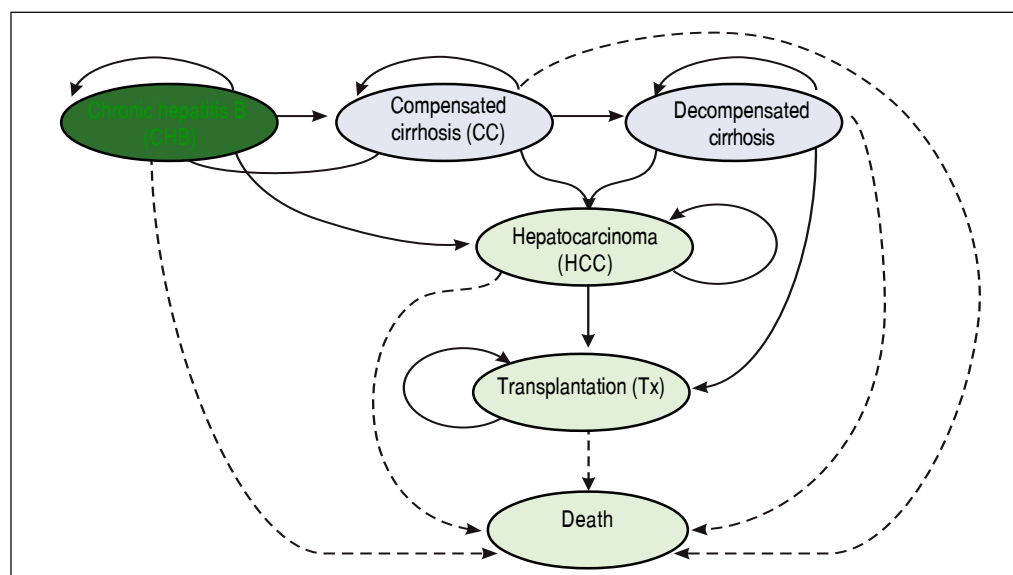 Chronic hepatitis B
(CHB)
Compensated
cirrhosis (CC)
Decompensated
cirrhosis
Hepatocarcinoma
(HCC)
Transplantation (Tx)
Death